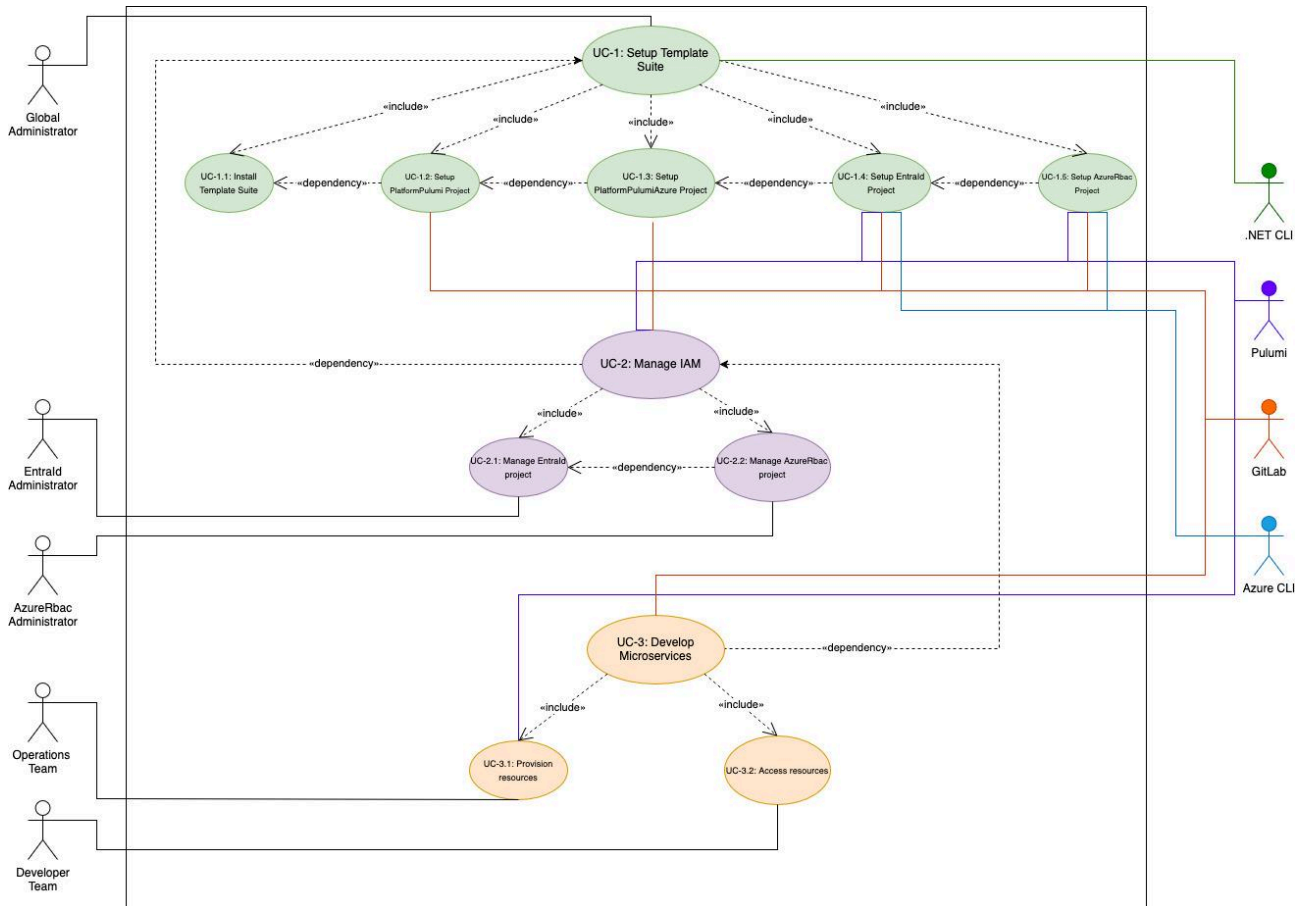 UC-1: Setup Template
Suite
Global
Administrator
«include»
«include»
«include»
«include»
«include»
UC-1.1: Install
Template Suite
«dependency»
UC-1.2: Setup
PlatformPulumi Project
«dependency»
UC-1.3: Setup
PlatformPulumiAzure Project
«dependency»
UC-1.4: Setup EntraId
Project
«dependency»
UC-1.5: Setup AzureRbac
Project
.NET CLI
Pulumi
«dependency»
UC-2: Manage IAM
«include»
«include»
EntraId
Administrator
UC-2.1: Manage EntraId
project
«dependency»
UC-2.2: Manage AzureRbac
project
GitLab
Azure CLI
AzureRbac
Administrator
UC-3: Develop
Microservices
«dependency»
«include»
«include»
Operations
Team
UC-3.1: Provision
resources
UC-3.2: Access resources
Developer
Team